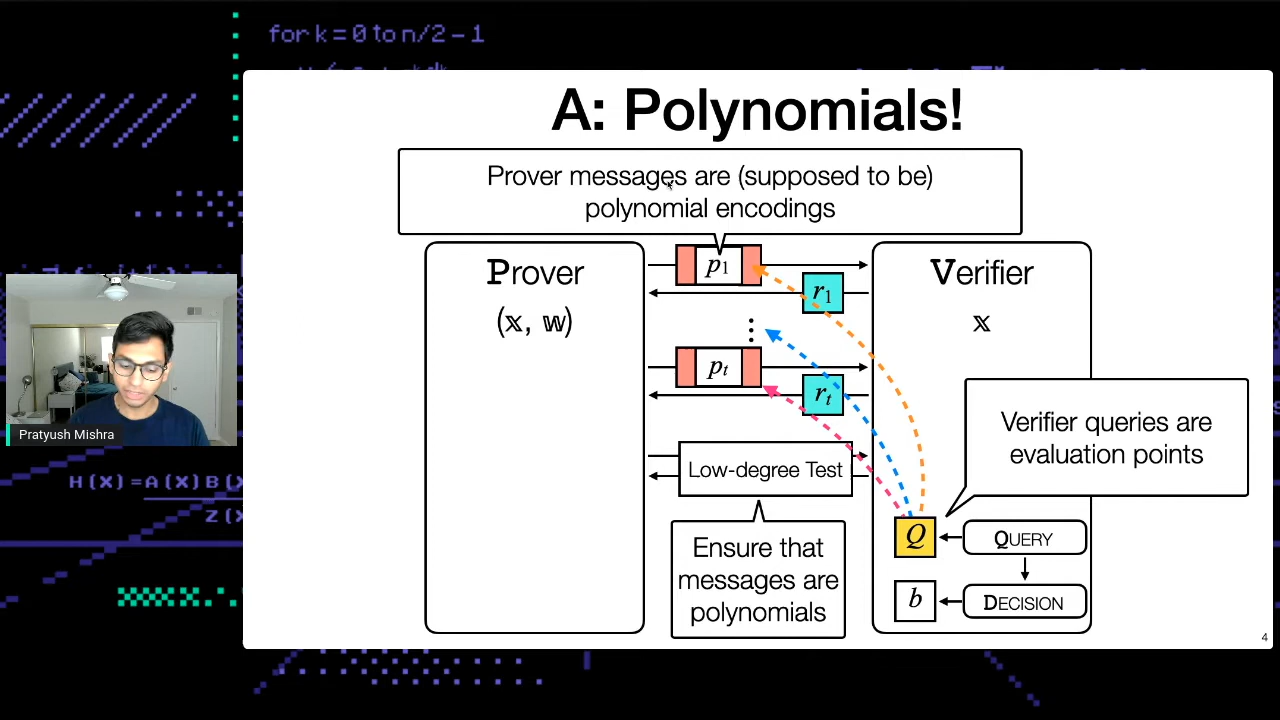 for k = 0 to n/2 - 1
A: Polynomials!
Prover messages are (supposed to be)
polynomial encodings
Prover
(𝕩, 𝕨)
p₁
r₁
⋮
pₜ
rₜ
Low-degree Test
Ensure that
messages are
polynomials
Verifier
𝕩
Verifier queries are
evaluation points
Q
QUERY
b
DECISION
4
Pratyush Mishra
H(X) = A(X) B(X
Z(X